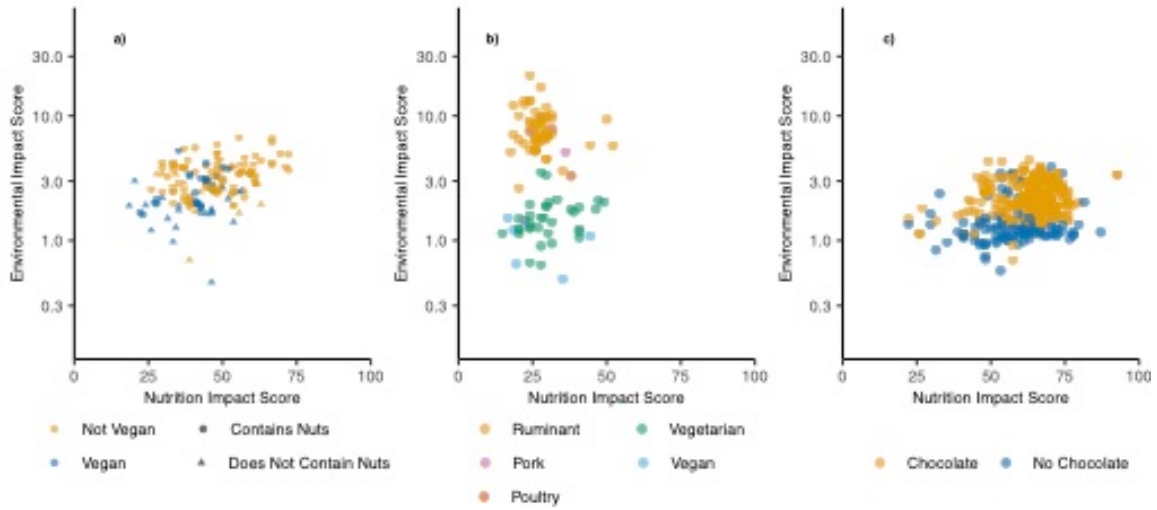 a)
30.0
10.0
3.0
1.0
0.3
Environmental Impact Score
0 25 50 75 100
Nutrition Impact Score
Not Vegan Contains Nuts
Vegan Does Not Contain Nuts
b)
30.0
10.0
3.0
1.0
0.3
Environmental Impact Score
0 25 50 75 100
Nutrition Impact Score
Ruminant Vegetarian
Pork Vegan
Poultry
c)
30.0
10.0
3.0
1.0
0.3
Environmental Impact Score
0 25 50 75 100
Nutrition Impact Score
Chocolate No Chocolate